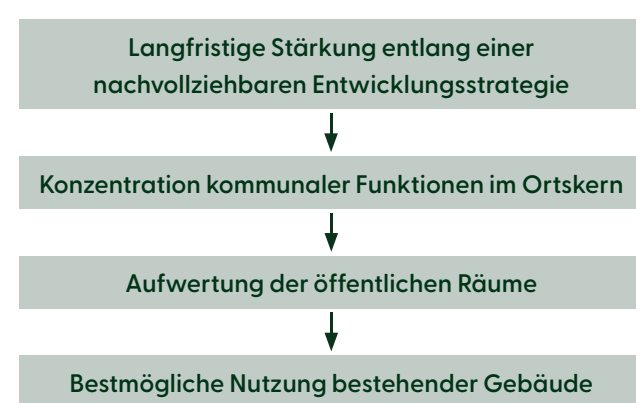 Langfristige Stärkung entlang einer
nachvollziehbaren Entwicklungsstrategie
Konzentration kommunaler Funktionen im Ortskern
Aufwertung der öffentlichen Räume
Bestmögliche Nutzung bestehender Gebäude